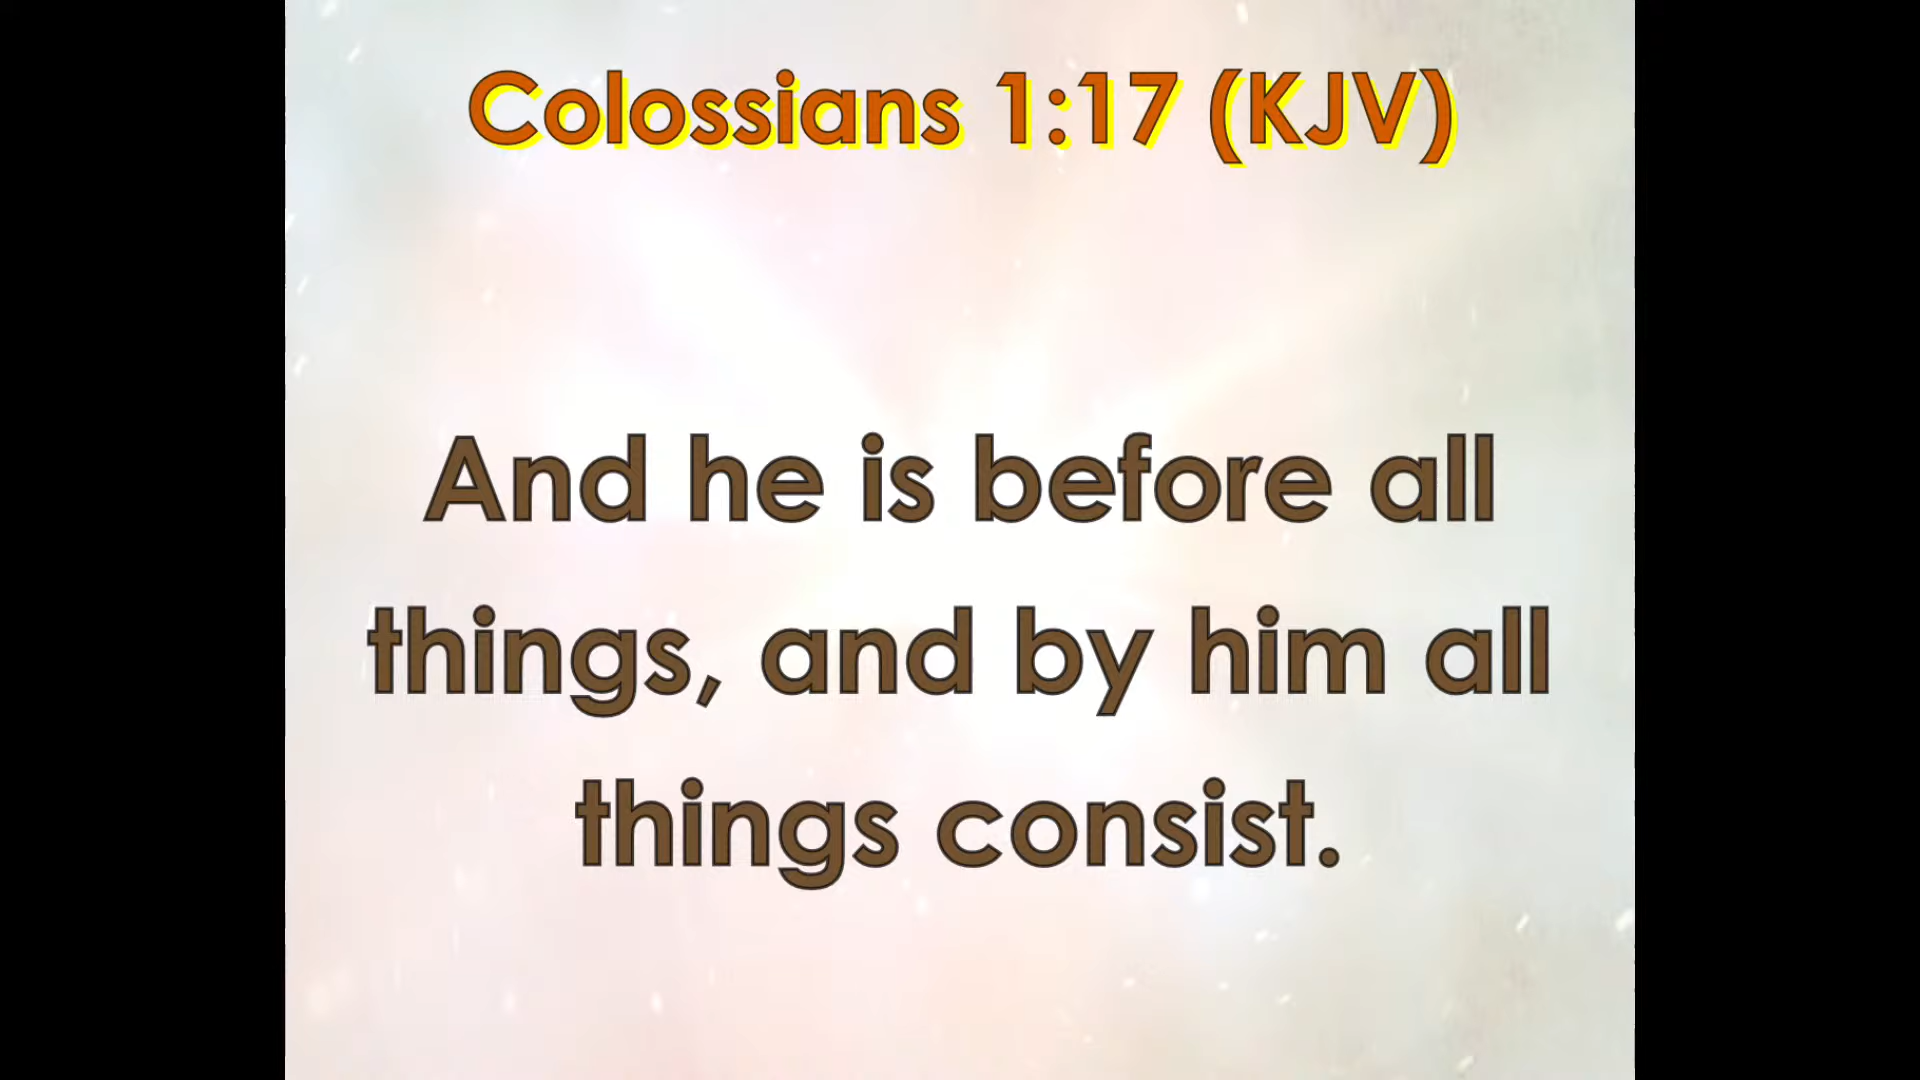 Colossians 1:17 (KJV)
And he is before all
things, and by him all
things consist.